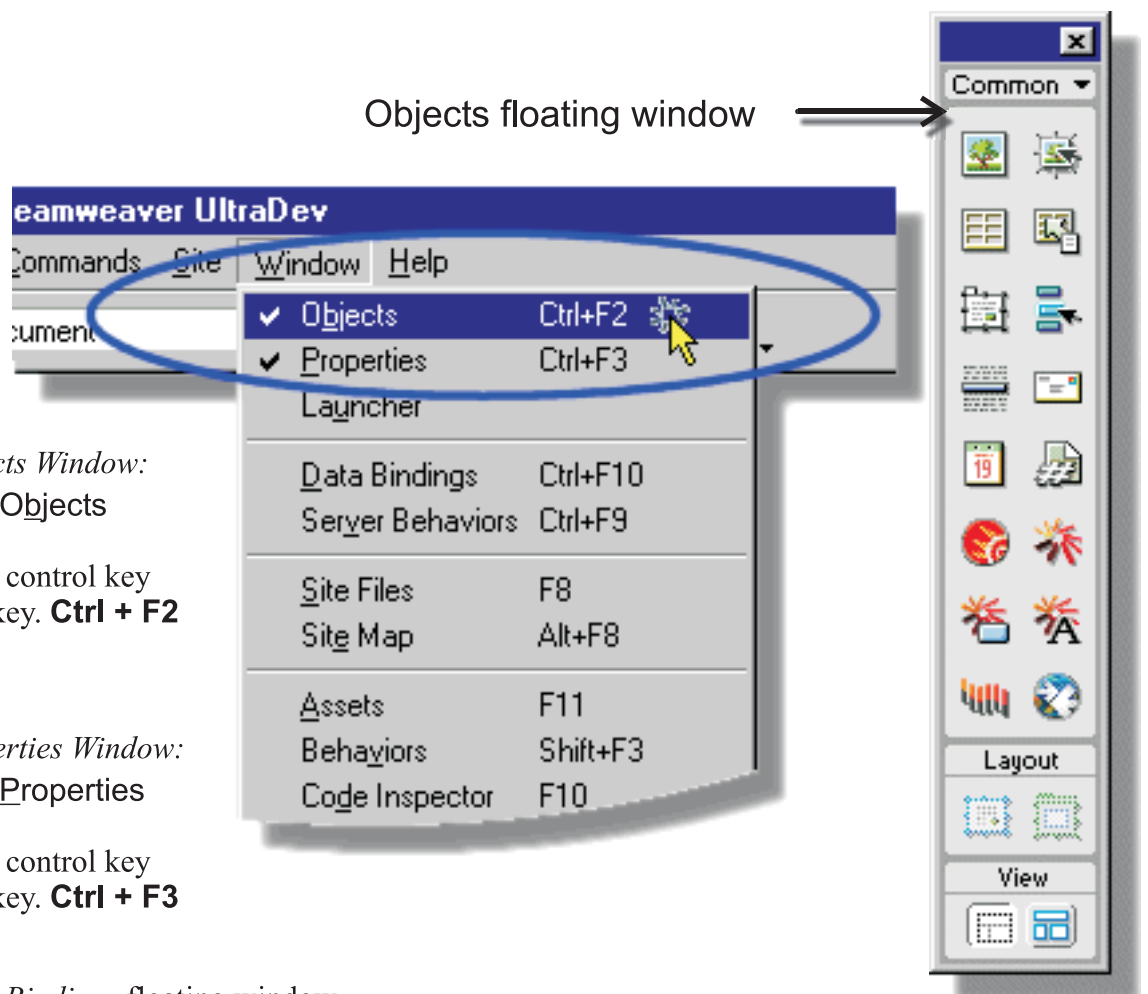 Objects floating window
Common
eamweaver UltraDev
Commands Site Window Help
cument
Objects Ctrl+F2
Properties Ctrl+F3
Launcher
Data Bindings Ctrl+F10
Server Behaviors Ctrl+F9
Site Files F8
Site Map Alt+F8
Assets F11
Behaviors Shift+F3
Code Inspector F10
cts Window:
Objects
control key
key. Ctrl + F2
erties Window:
Properties
control key
key. Ctrl + F3
19
A
Layout
View